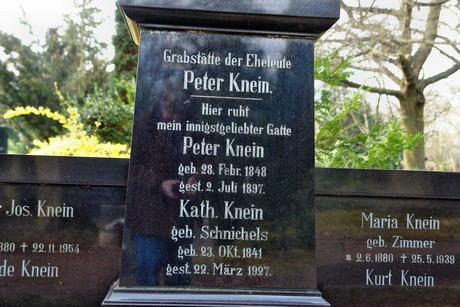 Grabstätte der Eheleute
Peter Knein.
Hier ruht
mein innigstgeliebter Gatte
Peter Knein
geb. 28. Febr. 1848
gest. 2. Juli 1897.
Kath. Knein
geb. Schnichels
geb. 23. Okt. 1841
gest. 22. März 1927.
Jos. Knein
1880 + 22.11.1954
Knein
Maria Knein
geb. Zimmer
* 2.6.1880 + 25.5.1939
Kurt Knein